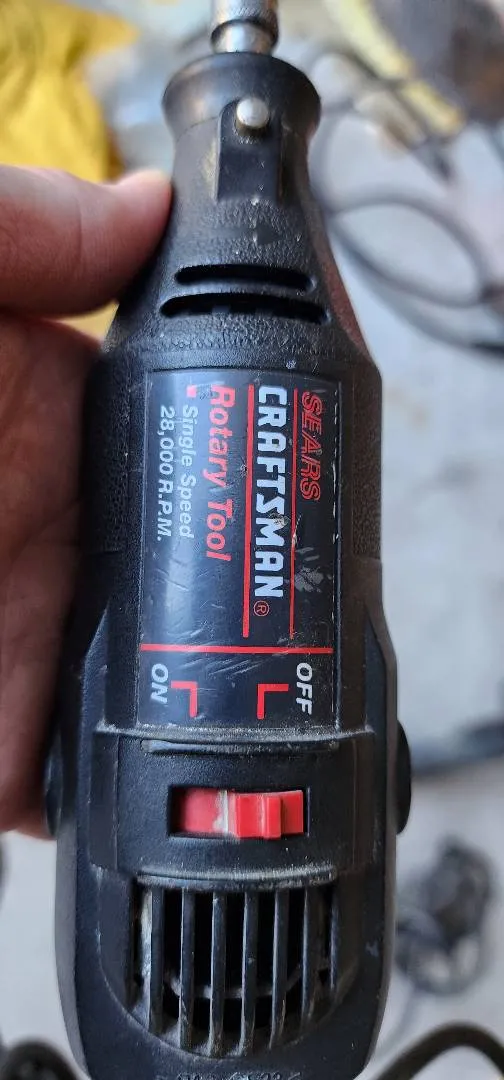 SEARS
CRAFTSMAN®
Rotary Tool
▪ Single Speed
28,000 R.P.M.
OFF
ON